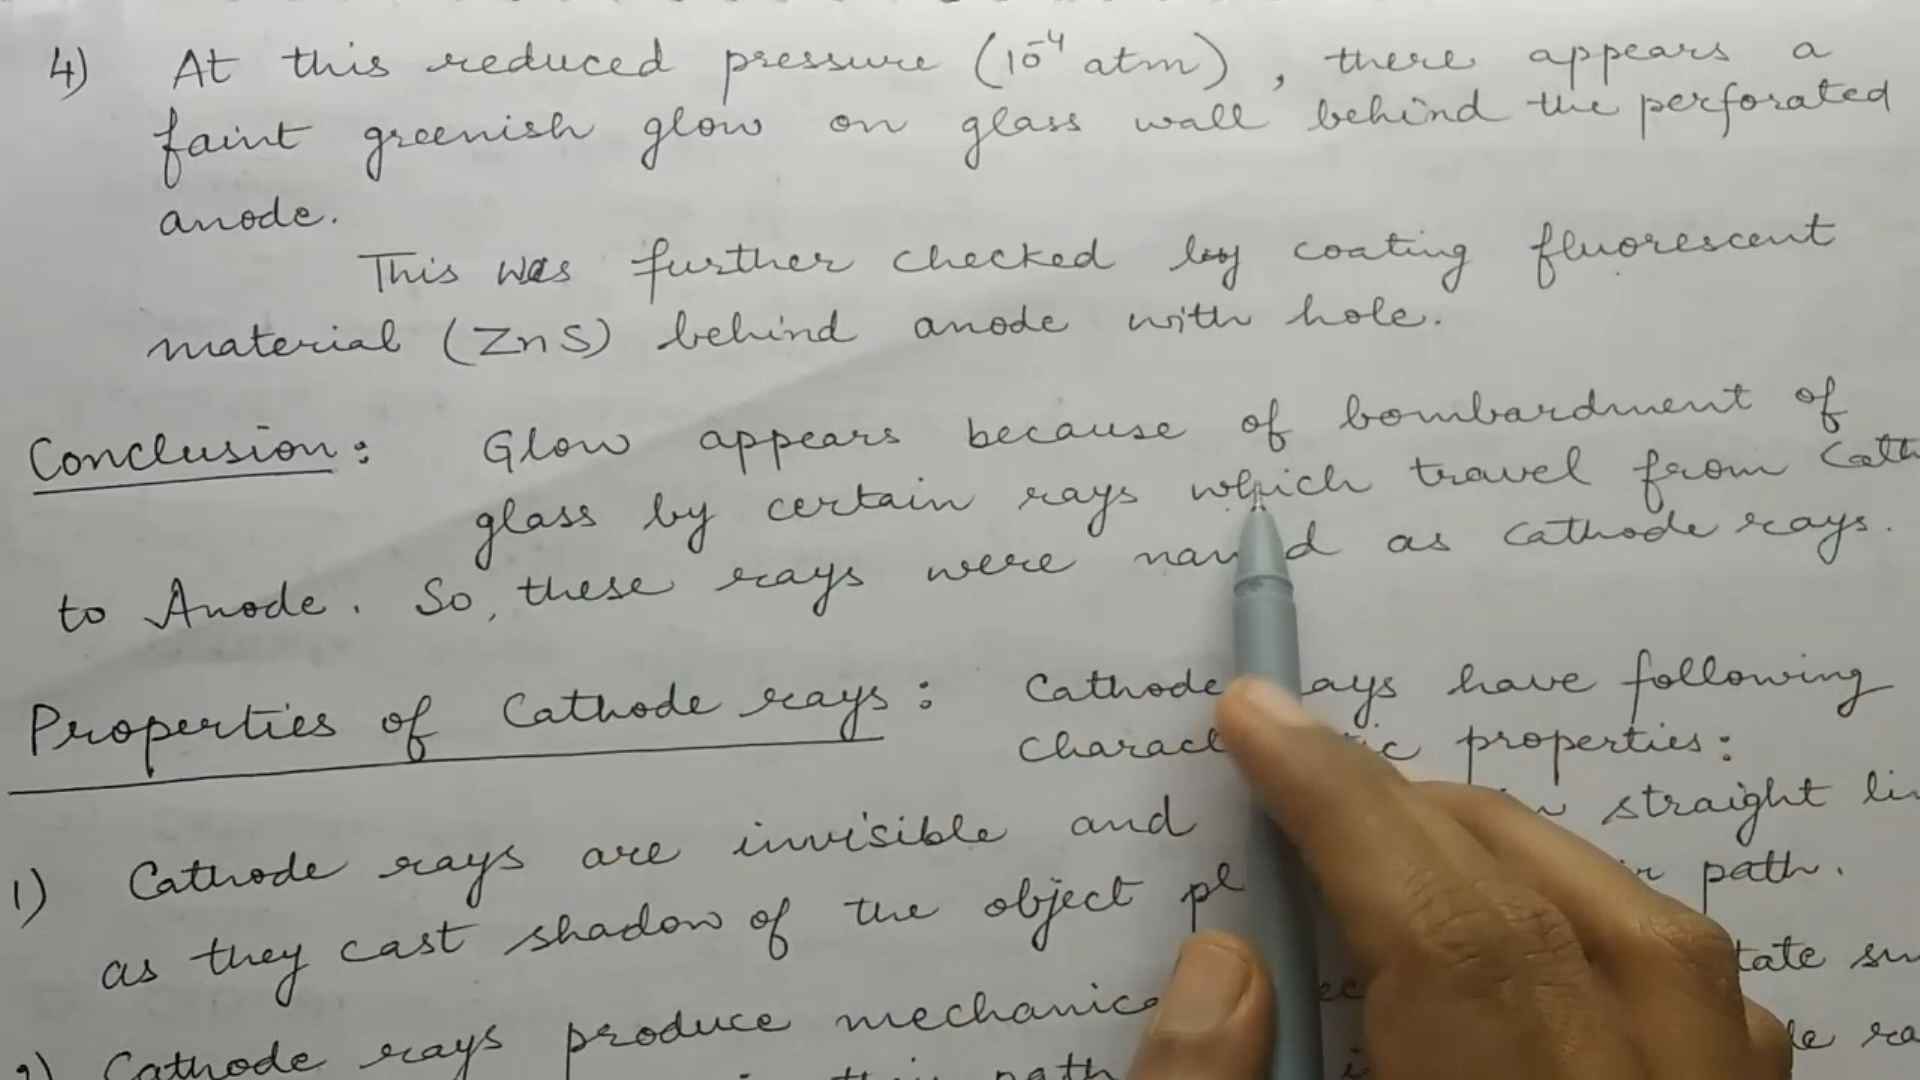 4) At this reduced pressure (10⁻⁴ atm), there appears a
faint greenish glow on glass wall behind the perforated
anode.
This was further checked by coating fluorescent
material (ZnS) behind anode with hole.
Conclusion: Glow appears because of bombardment of
glass by certain rays which travel from Cath
to Anode. So, these rays were as cathode rays.
Properties of Cathode rays: Cathode have following
properties:
1) Cathode rays are invisible and straight
as they cast shadow of the object path.
Cathode rays produce